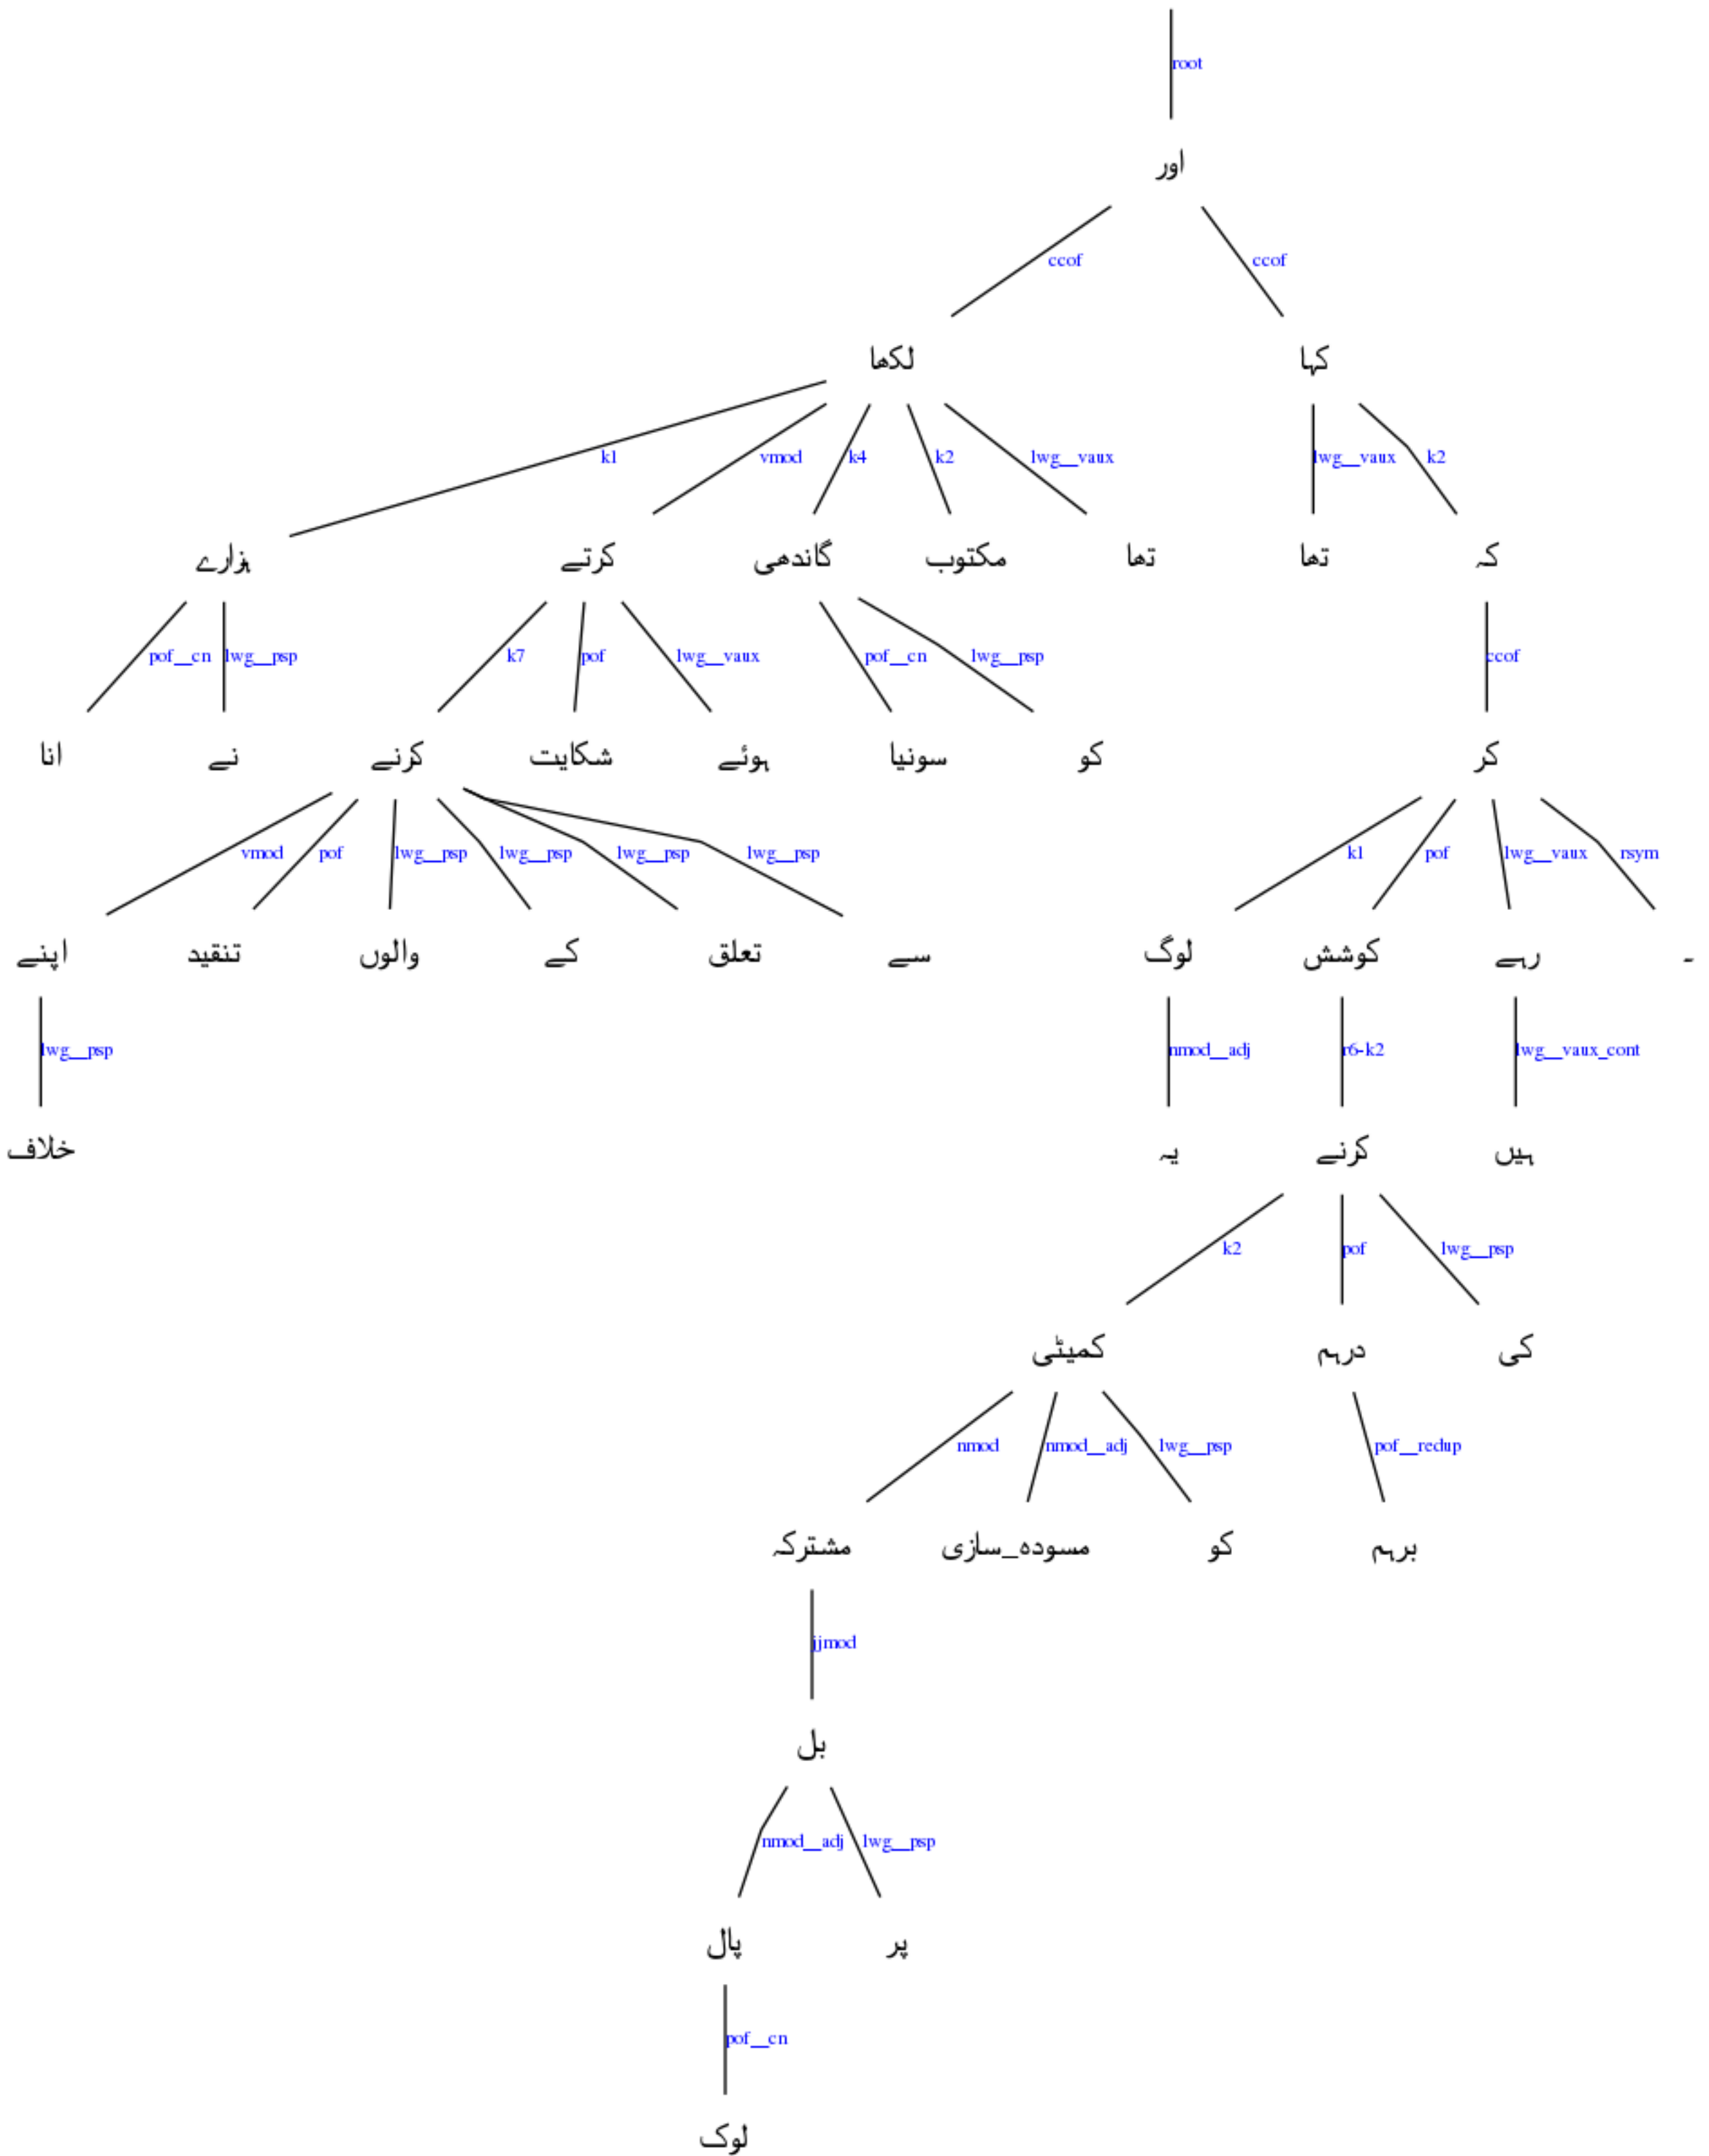 root
اور
ccof ccof
لکھا کہا
k1 vmod k4 k2 lwg__vaux lwg__vaux k2
ہزارے کرتے گاندھی مکتوب تھا تھا کہ
pof__cn lwg__psp k7 pof lwg__vaux pof__cn lwg__psp ccof
انا نے کرنے شکایت ہوئے سونیا کو کر
vmod pof lwg__psp lwg__psp lwg__psp lwg__psp k1 pof lwg__vaux rsym
اپنے تنقید والوں کے تعلق سے لوگ کوشش رہے ۔
lwg__psp nmod__adj r6-k2 lwg__vaux_cont
خلاف یہ کرنے ہیں
k2 pof lwg__psp
کمیٹی درہم کی
nmod nmod__adj lwg__psp pof__redup
مشترکہ مسودہ_سازی کو برہم
jjmod
بل
nmod__adj lwg__psp
پال پر
pof__cn
لوک